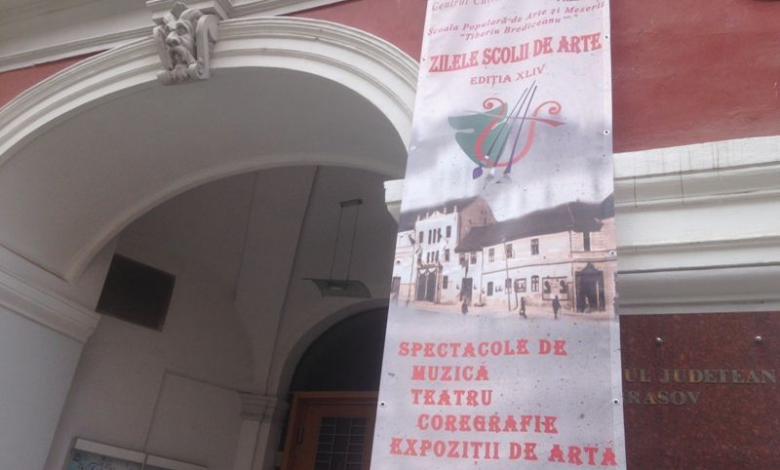 Centrul
Școala Populară de Arte și Meserii
"Tiberiu Brediceanu"
ZILELE SCOLII DE ARTE
EDIȚIA XLIV
SPECTACOLE DE
MUZICĂ
TEATRU
COREGRAFIE
EXPOZIȚII DE ARTĂ
UL JUDETEAN
RASOV